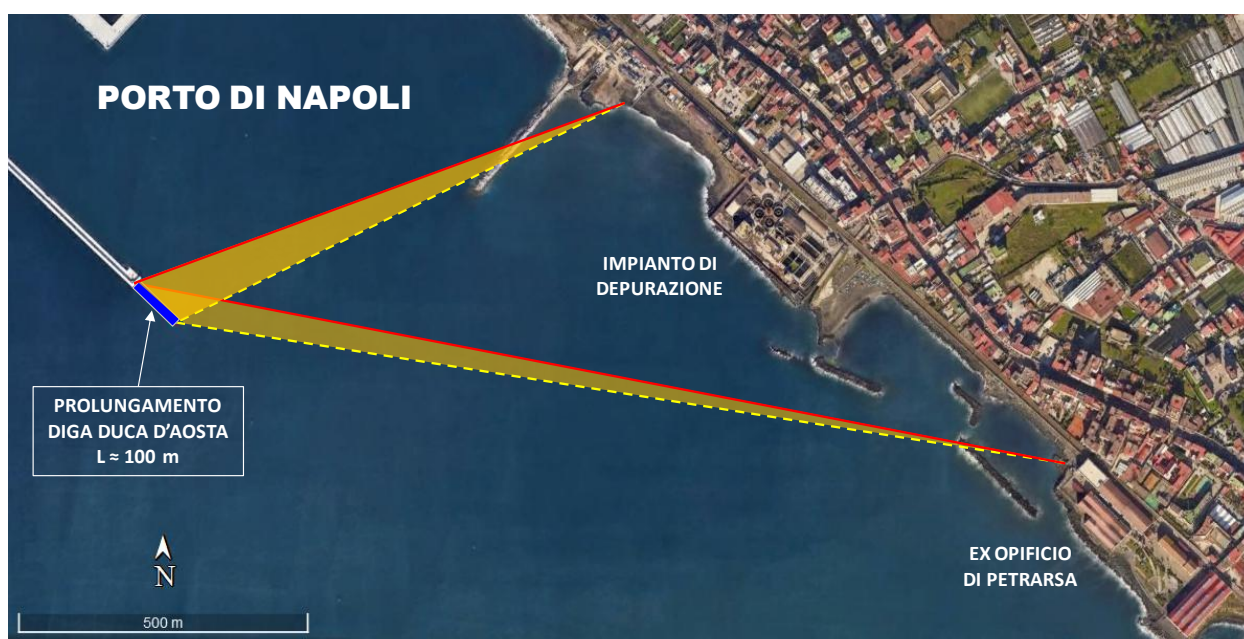 PORTO DI NAPOLI
IMPIANTO DI
DEPURAZIONE
PROLUNGAMENTO
DIGA DUCA D'AOSTA
L ≈ 100 m
N
EX OPIFICIO
DI PETRARSA
500 m